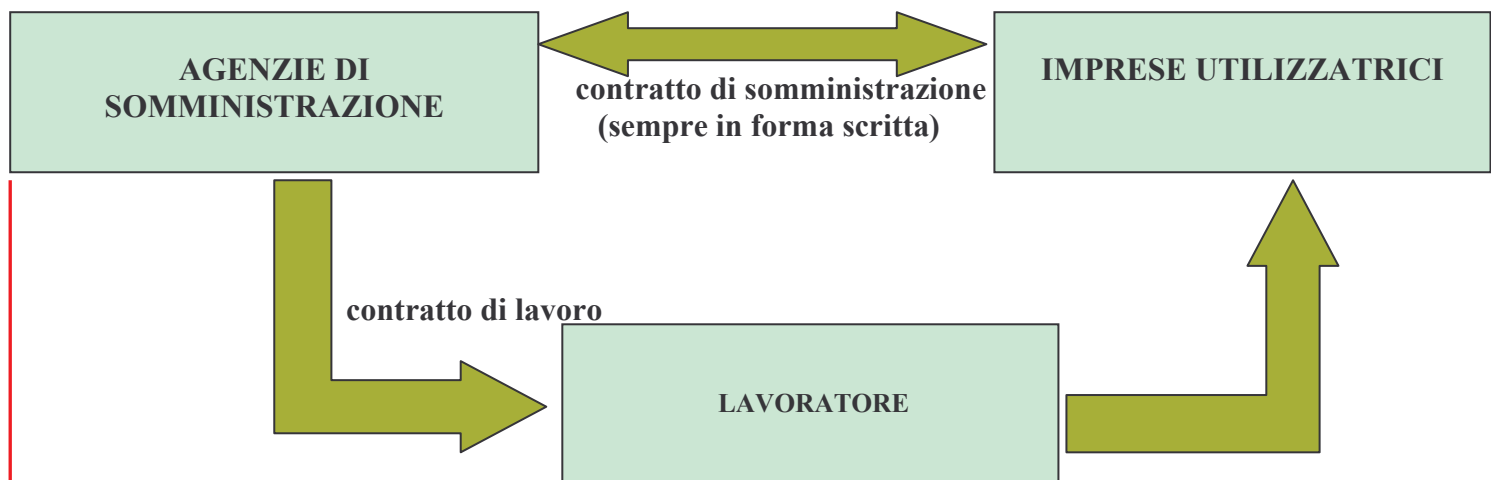 AGENZIE DI
SOMMINISTRAZIONE
contratto di somministrazione
(sempre in forma scritta)
IMPRESE UTILIZZATRICI
contratto di lavoro
LAVORATORE